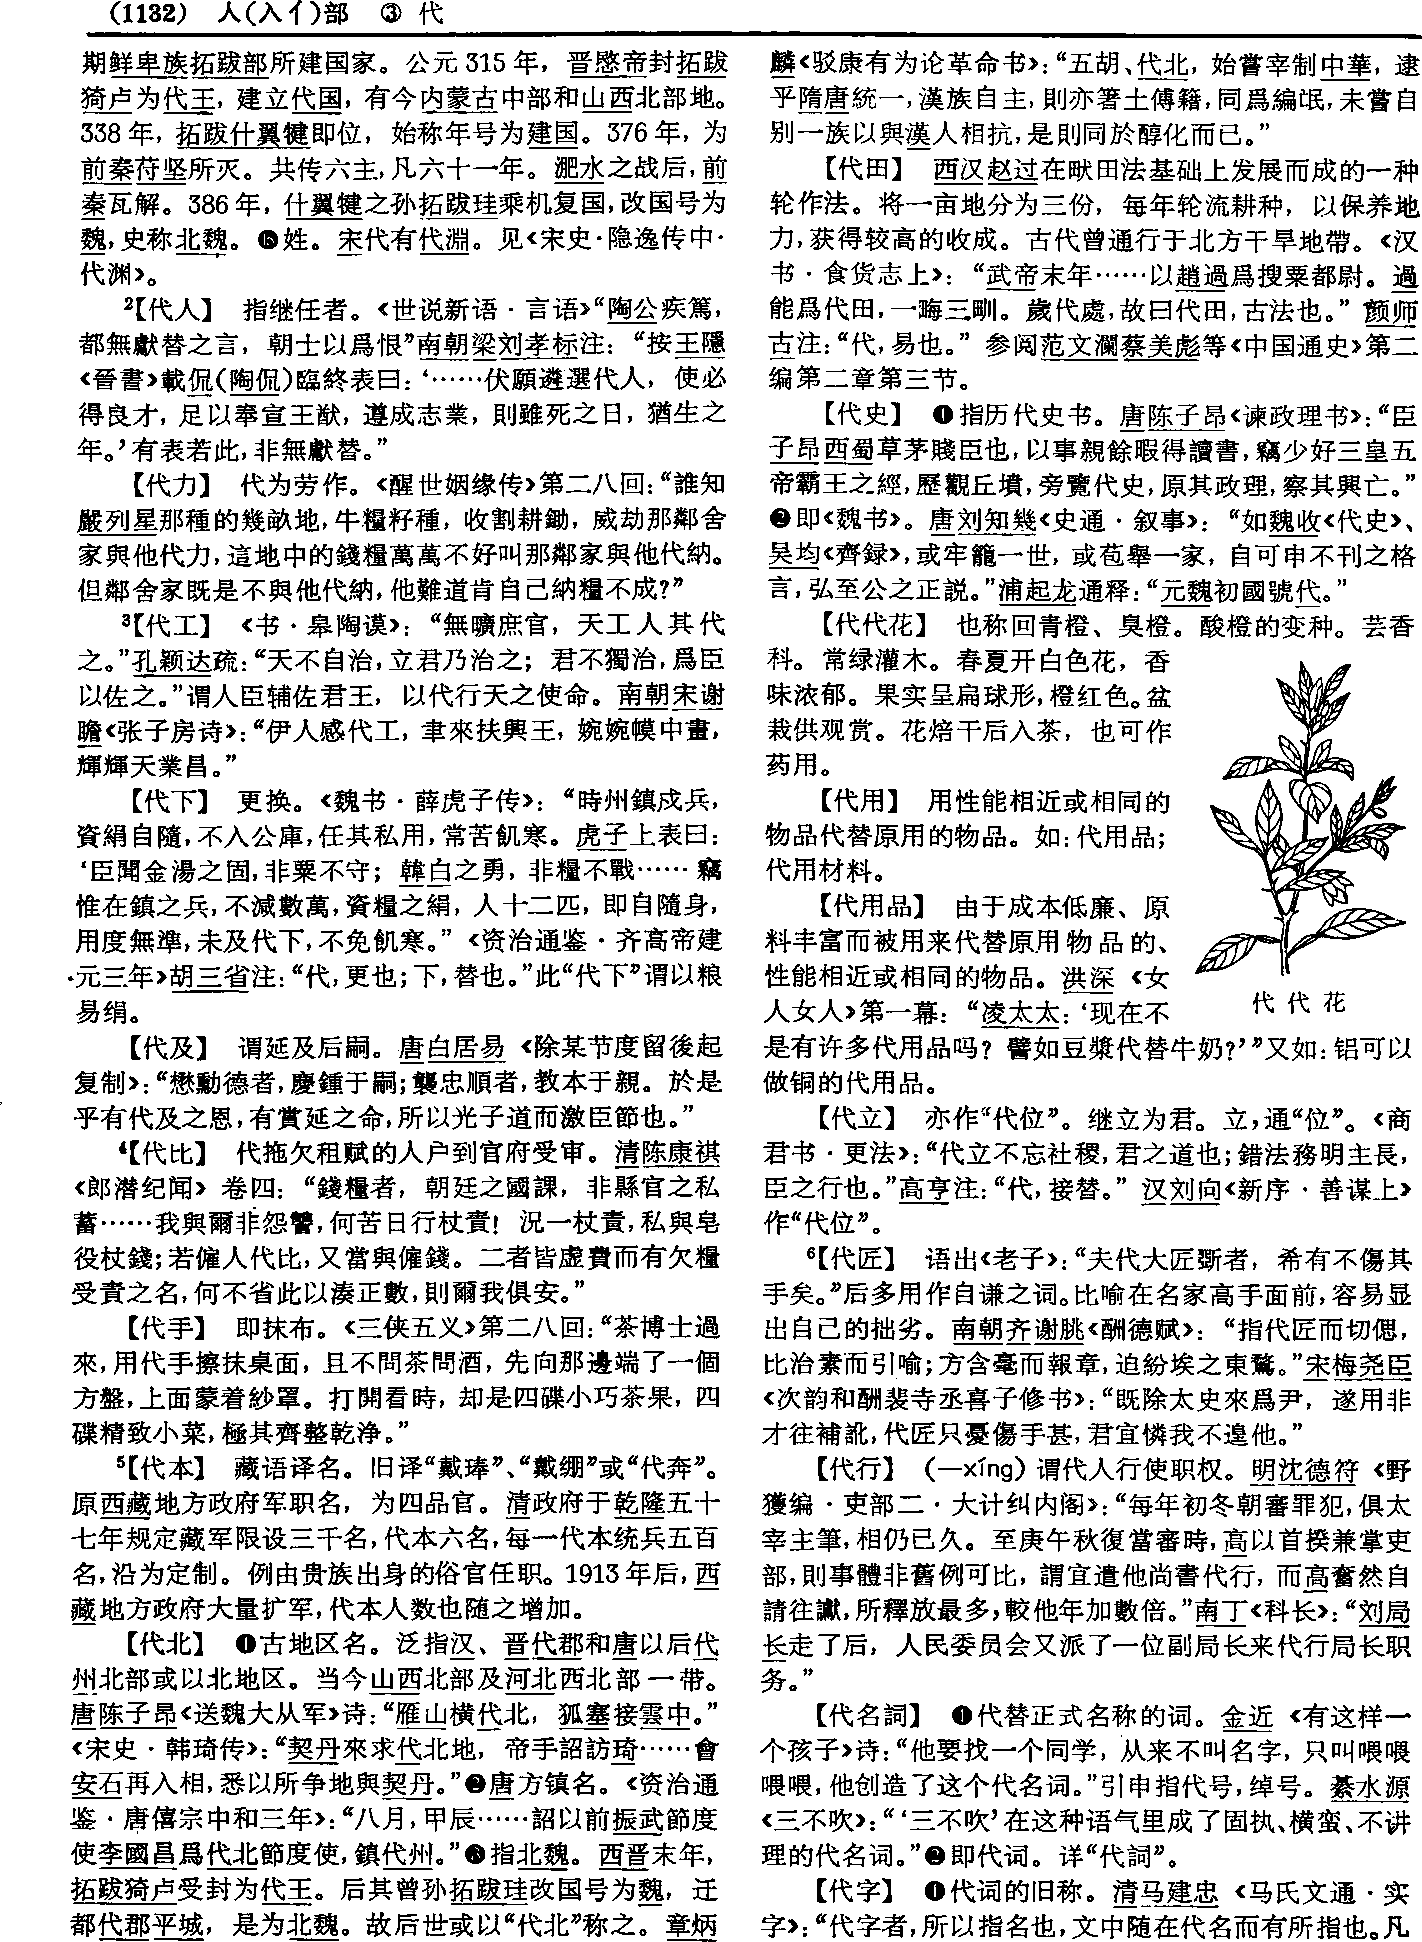 (1132) 人(入亻)部 ③ 代
期鲜卑族拓跋部所建国家。公元315年，晋愍帝封拓跋
猗卢为代王，建立代国，有今内蒙古中部和山西北部地。
338年，拓跋什翼犍即位，始称年号为建国。376年，为
前秦苻坚所灭。共传六主，凡六十一年。淝水之战后，前
秦瓦解。386年，什翼犍之孙拓跋珪乘机复国，改国号为
魏，史称北魏。⓯姓。宋代有代淵。见《宋史·隐逸传中·
代渊》。
²【代人】 指继任者。《世说新语·言语》“陶公疾篤，
都無獻替之言，朝士以爲恨”南朝梁刘孝标注：“按王隱
《晉書》載侃(陶侃)臨終表曰：‘……伏願遴選代人，使必
得良才，足以奉宣王猷，遵成志業，則雖死之日，猶生之
年。’有表若此，非無獻替。”
【代力】 代为劳作。《醒世姻缘传》第二八回：“誰知
嚴列星那種的幾畝地，牛糧籽種，收割耕鋤，威劫那鄰舍
家與他代力，這地中的錢糧萬萬不好叫那鄰家與他代納。
但鄰舍家既是不與他代納，他難道肯自己納糧不成？”
³【代工】 《书·皋陶谟》：“無曠庶官，天工人其代
之。”孔颖达疏：“天不自治，立君乃治之；君不獨治，爲臣
以佐之。”谓人臣辅佐君王，以代行天之使命。南朝宋谢
瞻《张子房诗》：“伊人感代工，聿來扶興王，婉婉幙中畫，
輝輝天業昌。”
【代下】 更换。《魏书·薛虎子传》：“時州鎮戍兵，
資絹自隨，不入公庫，任其私用，常苦飢寒。虎子上表曰：
‘臣聞金湯之固，非粟不守；韓白之勇，非糧不戰……竊
惟在鎮之兵，不減數萬，資糧之絹，人十二匹，即自隨身，
用度無準，未及代下，不免飢寒。”《资治通鉴·齐高帝建
元三年》胡三省注：“代，更也；下，替也。”此“代下”谓以粮
易绢。
【代及】 谓延及后嗣。唐白居易《除某节度留後起
复制》：“懋勳德者，慶鍾于嗣；襲忠順者，教本于親。於是
乎有代及之恩，有賞延之命，所以光子道而激臣節也。”
⁴【代比】 代拖欠租赋的人户到官府受审。清陈康祺
《郎潜纪闻》卷四：“錢糧者，朝廷之國課，非縣官之私
蓄……我與爾非怨讐，何苦日行杖責！況一杖責，私與皂
役杖錢；若僱人代比，又當與僱錢。二者皆虚費而有欠糧
受責之名，何不省此以湊正數，則爾我俱安。”
【代手】 即抹布。《三侠五义》第二八回：“茶博士過
來，用代手擦抹桌面，且不問茶問酒，先向那邊端了一個
方盤，上面蒙着紗罩。打開看時，却是四碟小巧茶果，四
碟精致小菜，極其齊整乾净。”
⁵【代本】 藏语译名。旧译“戴琫”、“戴绷”或“代奔”。
原西藏地方政府军职名，为四品官。清政府于乾隆五十
七年规定藏军限设三千名，代本六名，每一代本统兵五百
名，沿为定制。例由贵族出身的俗官任职。1913年后，西
藏地方政府大量扩军，代本人数也随之增加。
【代北】 ❶古地区名。泛指汉、晋代郡和唐以后代
州北部或以北地区。当今山西北部及河北西北部一带。
唐陈子昂《送魏大从军》诗：“雁山横代北，狐塞接雲中。”
《宋史·韩琦传》：“契丹來求代北地，帝手詔訪琦……會
安石再入相，悉以所争地與契丹。”❷唐方镇名。《资治通
鉴·唐僖宗中和三年》：“八月，甲辰……詔以前振武節度
使李國昌爲代北節度使，鎮代州。”❸指北魏。西晋末年，
拓跋猗卢受封为代王。后其曾孙拓跋珪改国号为魏，迁
都代郡平城，是为北魏。故后世或以“代北”称之。章炳
麟《驳康有为论革命书》：“五胡、代北，始嘗宰制中華，逮
乎隋唐統一，漢族自主，則亦箸土傅籍，同爲編氓，未嘗自
别一族以與漢人相抗，是則同於醇化而已。”
【代田】 西汉赵过在畎田法基础上发展而成的一种
轮作法。将一亩地分为三份，每年轮流耕种，以保养地
力，获得较高的收成。古代曾通行于北方干旱地帶。《汉
书·食货志上》：“武帝末年……以趙過爲搜粟都尉。過
能爲代田，一畮三甽。歲代處，故曰代田，古法也。”颜师
古注：“代，易也。”参阅范文瀾蔡美彪等《中国通史》第二
编第二章第三节。
【代史】 ❶指历代史书。唐陈子昂《谏政理书》：“臣
子昂西蜀草茅賤臣也，以事親餘暇得讀書，竊少好三皇五
帝霸王之經，歷觀丘墳，旁覽代史，原其政理，察其興亡。”
❷即《魏书》。唐刘知幾《史通·叙事》：“如魏收《代史》、
吴均《齊録》，或牢籠一世，或苞舉一家，自可申不刊之格
言，弘至公之正説。”浦起龙通释：“元魏初國號代。”
【代代花】 也称回青橙、臭橙。酸橙的变种。芸香
科。常绿灌木。春夏开白色花，香
味浓郁。果实呈扁球形，橙红色。盆
栽供观赏。花焙干后入茶，也可作
药用。
【代用】 用性能相近或相同的
物品代替原用的物品。如：代用品；
代用材料。
【代用品】 由于成本低廉、原
料丰富而被用来代替原用物品的、
性能相近或相同的物品。洪深《女
人女人》第一幕：“凌太太：‘现在不
代代花
是有许多代用品吗？譬如豆漿代替牛奶？’”又如：铝可以
做铜的代用品。
【代立】 亦作“代位”。继立为君。立，通“位”。《商
君书·更法》：“代立不忘社稷，君之道也；錯法務明主長，
臣之行也。”高亨注：“代，接替。”汉刘向《新序·善谋上》
作“代位”。
⁶【代匠】 语出《老子》：“夫代大匠斲者，希有不傷其
手矣。”后多用作自谦之词。比喻在名家高手面前，容易显
出自己的拙劣。南朝齐谢朓《酬德赋》：“指代匠而切偲，
比治素而引喻；方含毫而報章，迫紛埃之東騖。”宋梅尧臣
《次韵和酬裴寺丞喜子修书》：“既除太史來爲尹，遂用非
才往補訛，代匠只憂傷手甚，君宜憐我不遑他。”
【代行】 (—xíng)谓代人行使职权。明沈德符《野
獲编·吏部二·大计纠内阁》：“每年初冬朝審罪犯，俱太
宰主筆，相仍已久。至庚午秋復當審時，高以首揆兼掌吏
部，則事體非舊例可比，謂宜遣他尚書代行，而高奮然自
請往讞，所釋放最多，較他年加數倍。”南丁《科长》：“刘局
长走了后，人民委员会又派了一位副局长来代行局长职
务。”
【代名詞】 ❶代替正式名称的词。金近《有这样一
个孩子》诗：“他要找一个同学，从来不叫名字，只叫喂喂
喂喂，他创造了这个代名词。”引申指代号，绰号。綦水源
《三不吹》：“‘三不吹’在这种语气里成了固执、横蛮、不讲
理的代名词。”❷即代词。详“代詞”。
【代字】 ❶代词的旧称。清马建忠《马氏文通·实
字》：“代字者，所以指名也，文中随在代名而有所指也。凡